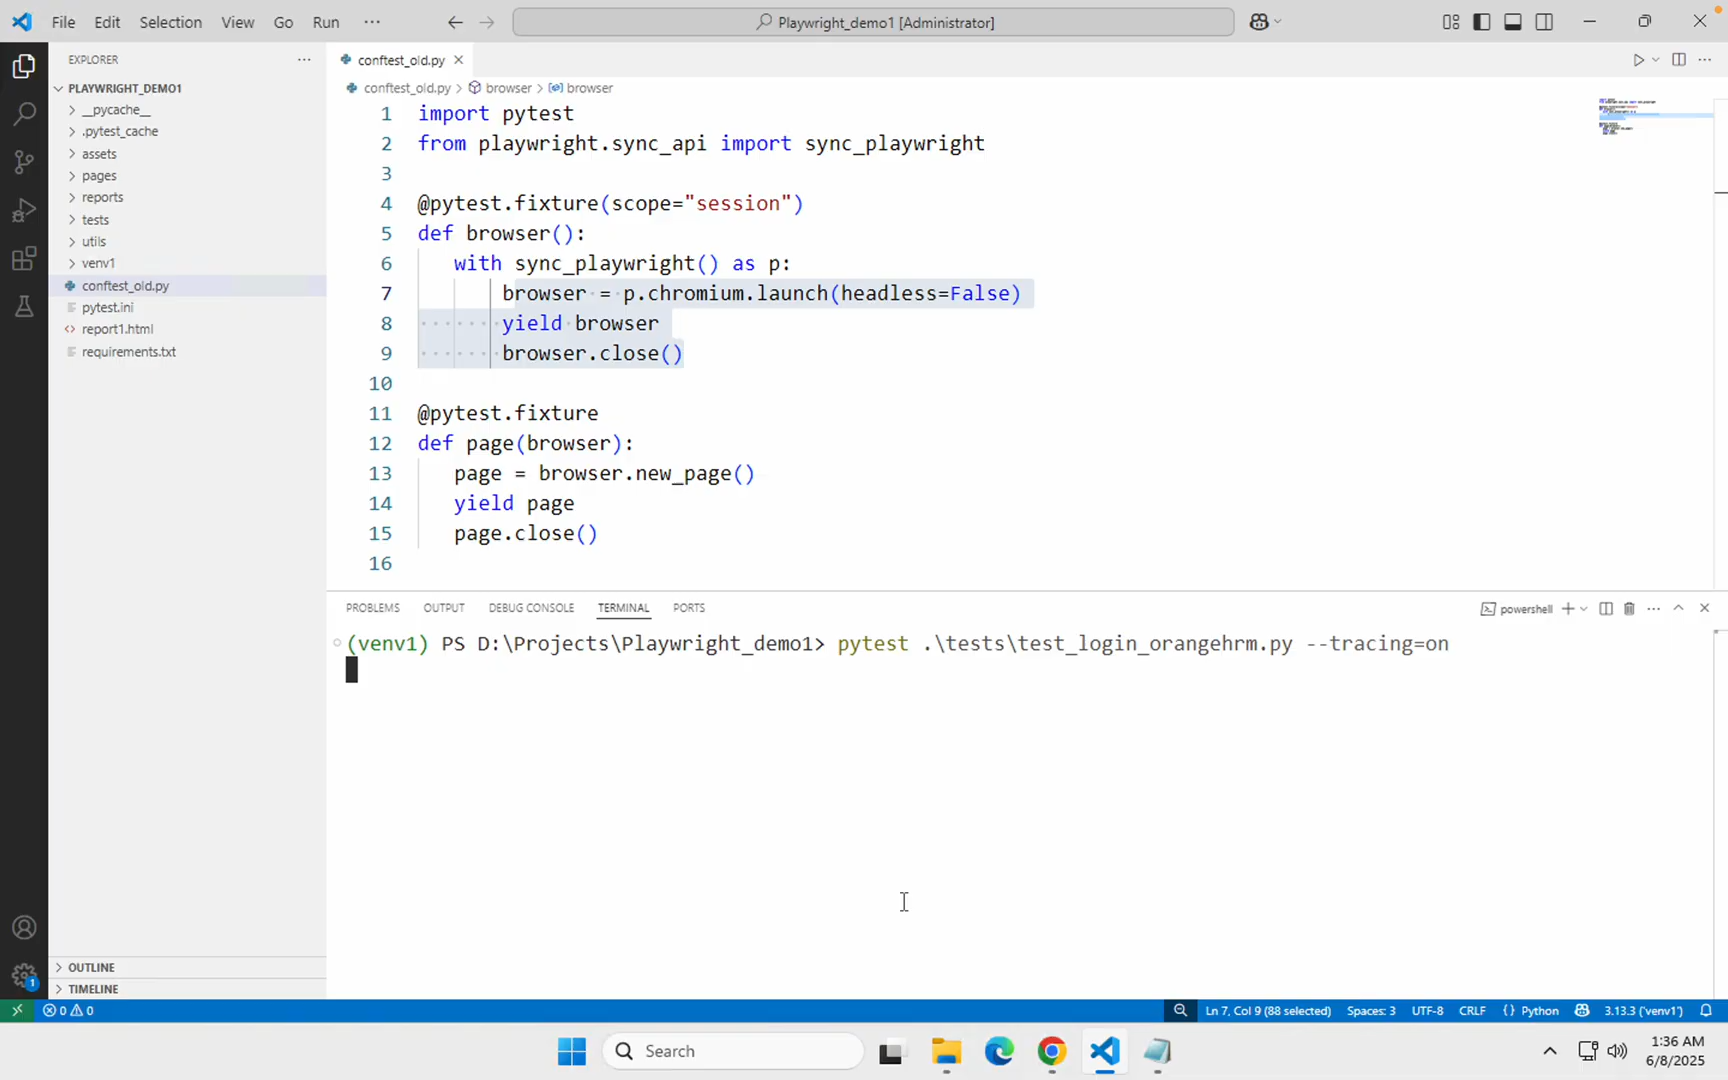 File Edit Selection View Go Run ···
Playwright_demo1 [Administrator]
EXPLORER
PLAYWRIGHT_DEMO1
__pycache__
.pytest_cache
assets
pages
reports
tests
utils
venv1
conftest_old.py
pytest.ini
report1.html
requirements.txt
OUTLINE
TIMELINE
conftest_old.py
conftest_old.py > browser > browser
1 import pytest
2 from playwright.sync_api import sync_playwright
3
4 @pytest.fixture(scope="session")
5 def browser():
6 with sync_playwright() as p:
7 browser = p.chromium.launch(headless=False)
8 yield browser
9 browser.close()
10
11 @pytest.fixture
12 def page(browser):
13 page = browser.new_page()
14 yield page
15 page.close()
16
PROBLEMS OUTPUT DEBUG CONSOLE TERMINAL PORTS
powershell
(venv1) PS D:\Projects\Playwright_demo1> pytest .\tests\test_login_orangehrm.py --tracing=on
1
0 0
Ln 7, Col 9 (88 selected) Spaces: 3 UTF-8 CRLF {} Python 3.13.3 ('venv1')
Search
1:36 AM
6/8/2025